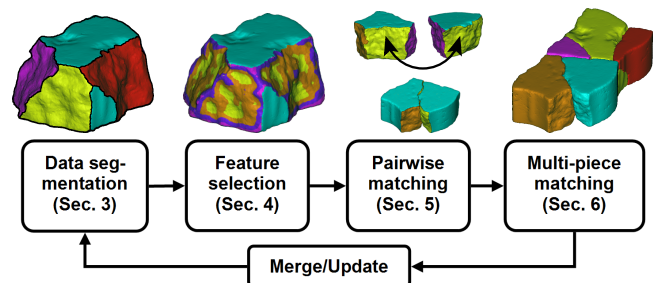 Data seg-
mentation
(Sec. 3)
Feature
selection
(Sec. 4)
Pairwise
matching
(Sec. 5)
Multi-piece
matching
(Sec. 6)
Merge/Update